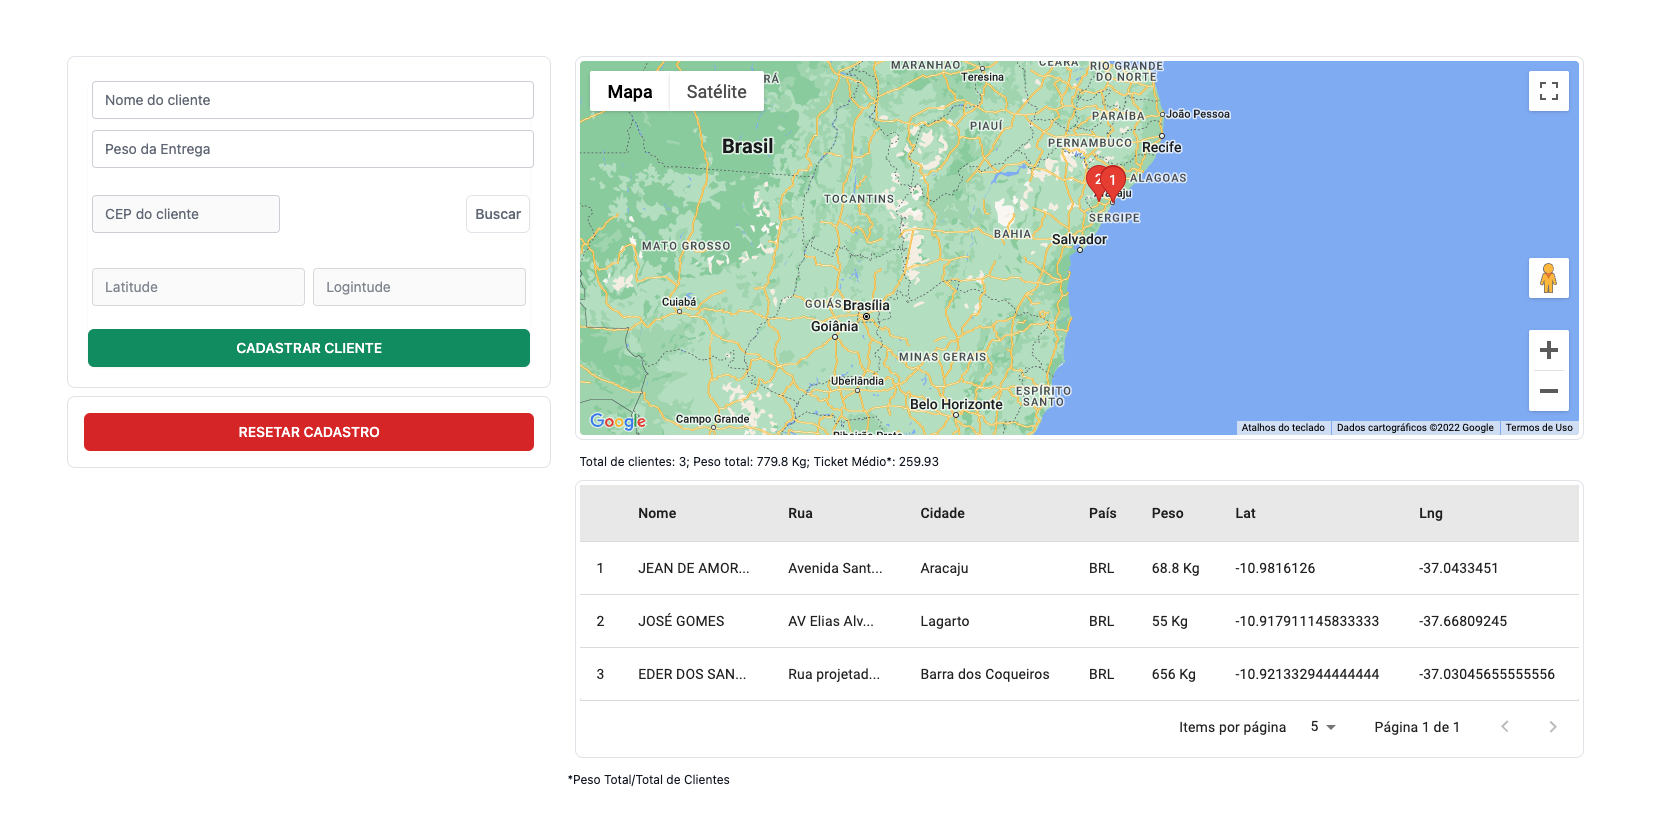 Nome do cliente
Peso da Entrega
CEP do cliente
Buscar
Latitude
Logintude
CADASTRAR CLIENTE
RESETAR CADASTRO
Mapa
Satélite
MARANHÃO
CEARÁ
RIO GRANDE
DO NORTE
Teresina
João Pessoa
PARAÍBA
PIAUÍ
PERNAMBUCO
Recife
Brasil
2
1
ALAGOAS
Aracaju
TOCANTINS
SERGIPE
BAHIA
Salvador
MATO GROSSO
Cuiabá
GOIÁS
Brasília
Goiânia
MINAS GERAIS
Uberlândia
ESPÍRITO
SANTO
Belo Horizonte
Campo Grande
Ribeirão Preto
Google
Atalhos do teclado
Dados cartográficos ©2022 Google
Termos de Uso
Total de clientes: 3; Peso total: 779.8 Kg; Ticket Médio*: 259.93
Nome Rua Cidade País Peso Lat Lng
1 JEAN DE AMOR... Avenida Sant... Aracaju BRL 68.8 Kg -10.9816126 -37.0433451
2 JOSÉ GOMES AV Elias Alv... Lagarto BRL 55 Kg -10.917911145833333 -37.66809245
3 EDER DOS SAN... Rua projetad... Barra dos Coqueiros BRL 656 Kg -10.921332944444444 -37.03045655555556
Items por página 5 Página 1 de 1
*Peso Total/Total de Clientes